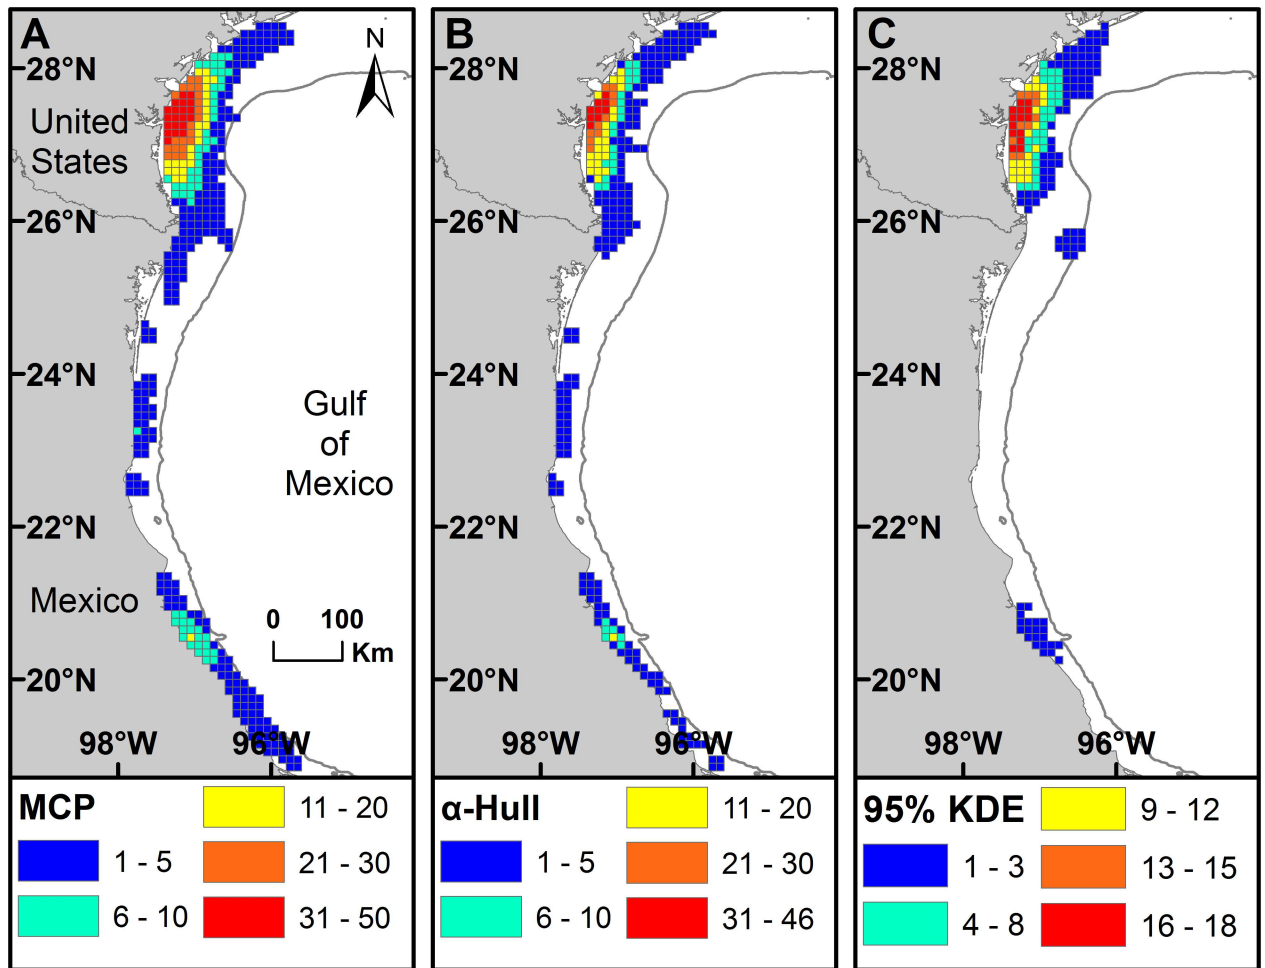 A
N
28°N
United
States
26°N
24°N
Gulf
of
Mexico
22°N
Mexico
0 100
Km
20°N
98°W 96°W
MCP
1 - 5
6 - 10
11 - 20
21 - 30
31 - 50
B
28°N
26°N
24°N
22°N
20°N
98°W 96°W
α-Hull
1 - 5
6 - 10
11 - 20
21 - 30
31 - 46
C
28°N
26°N
24°N
22°N
20°N
98°W 96°W
95% KDE
1 - 3
4 - 8
9 - 12
13 - 15
16 - 18